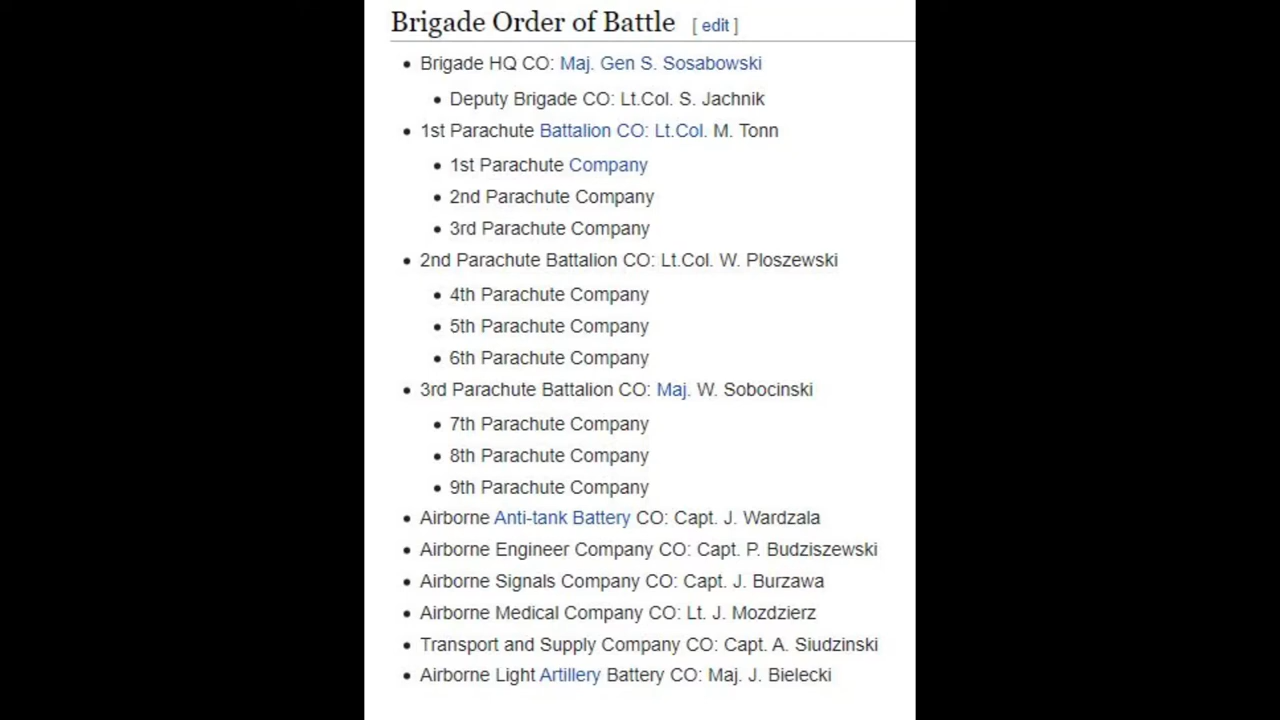 Brigade Order of Battle [ edit ]
Brigade HQ CO: Maj. Gen S. Sosabowski
Deputy Brigade CO: Lt.Col. S. Jachnik
1st Parachute Battalion CO: Lt.Col. M. Tonn
1st Parachute Company
2nd Parachute Company
3rd Parachute Company
2nd Parachute Battalion CO: Lt.Col. W. Ploszewski
4th Parachute Company
5th Parachute Company
6th Parachute Company
3rd Parachute Battalion CO: Maj. W. Sobocinski
7th Parachute Company
8th Parachute Company
9th Parachute Company
Airborne Anti-tank Battery CO: Capt. J. Wardzala
Airborne Engineer Company CO: Capt. P. Budziszewski
Airborne Signals Company CO: Capt. J. Burzawa
Airborne Medical Company CO: Lt. J. Mozdzierz
Transport and Supply Company CO: Capt. A. Siudzinski
Airborne Light Artillery Battery CO: Maj. J. Bielecki